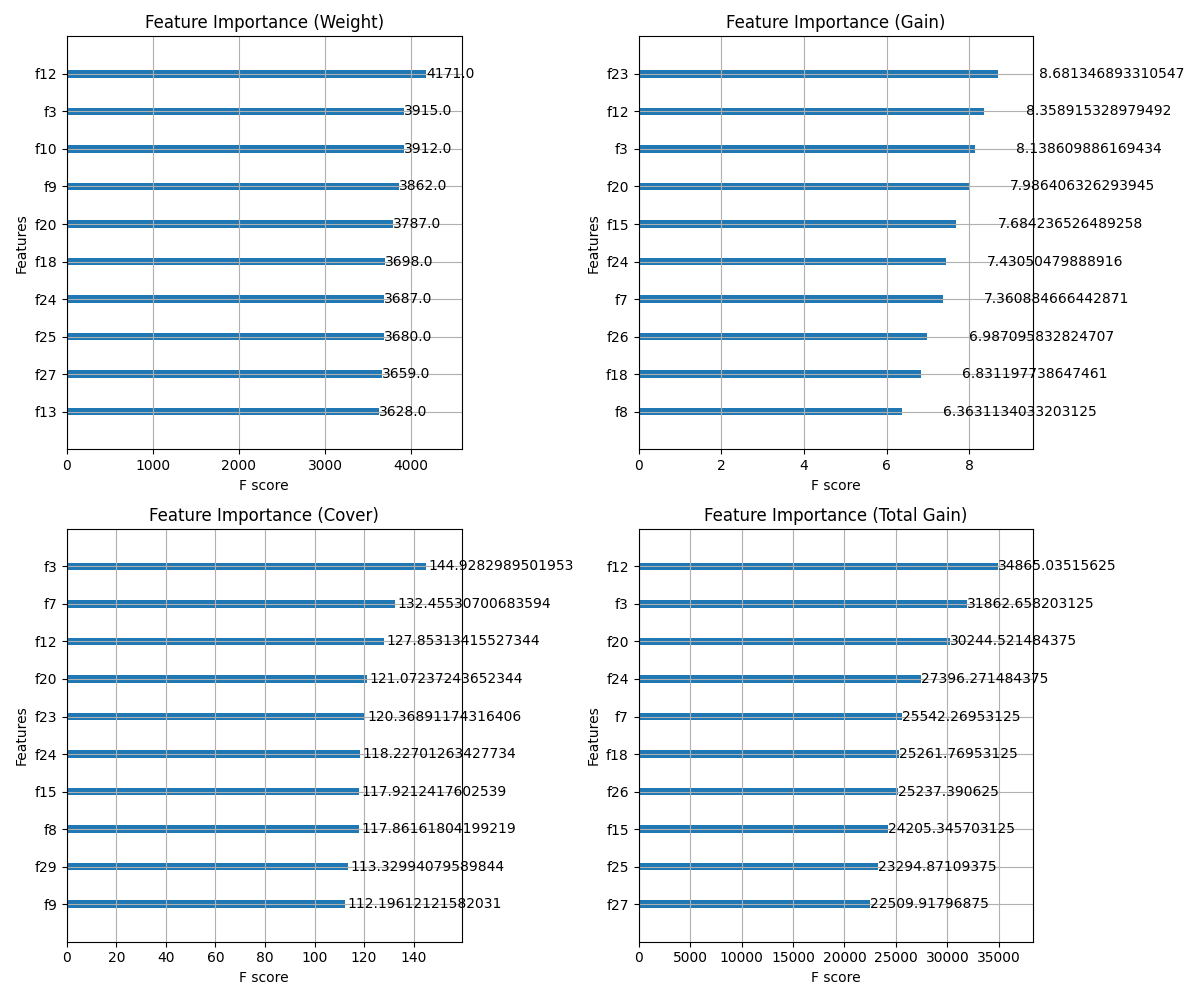 Feature Importance (Weight)
Features
f12 4171.0
f3 3915.0
f10 3912.0
f9 3862.0
f20 3787.0
f18 3698.0
f24 3687.0
f25 3680.0
f27 3659.0
f13 3628.0
0 1000 2000 3000 4000
F score
Feature Importance (Gain)
Features
f23 8.681346893310547
f12 8.358915328979492
f3 8.138609886169434
f20 7.986406326293945
f15 7.684236526489258
f24 7.43050479888916
f7 7.360884666442871
f26 6.987095832824707
f18 6.831197738647461
f8 6.3631134033203125
0 2 4 6 8
F score
Feature Importance (Cover)
Features
f3 144.9282989501953
f7 132.45530700683594
f12 127.85313415527344
f20 121.07237243652344
f23 120.36891174316406
f24 118.22701263427734
f15 117.9212417602539
f8 117.86161804199219
f29 113.32994079589844
f9 112.19612121582031
0 20 40 60 80 100 120 140
F score
Feature Importance (Total Gain)
Features
f12 34865.03515625
f3 31862.658203125
f20 30244.521484375
f24 27396.271484375
f7 25542.26953125
f18 25261.76953125
f26 25237.390625
f15 24205.345703125
f25 23294.87109375
f27 22509.91796875
0 5000 10000 15000 20000 25000 30000 35000
F score